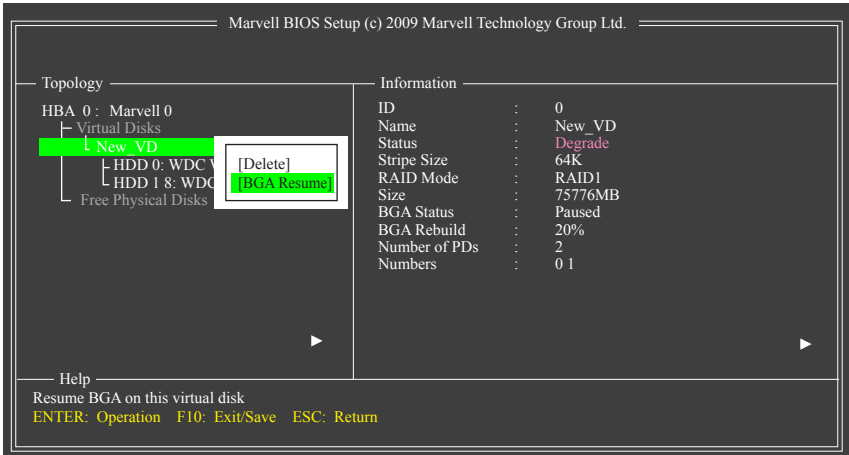 Marvell BIOS Setup (c) 2009 Marvell Technology Group Ltd.
Topology
HBA 0 : Marvell 0
Virtual Disks
New_VD
HDD 0: WDC
HDD 1 8: WDC
Free Physical Disks
[Delete]
[BGA Resume]
Information
ID : 0
Name : New_VD
Status : Degrade
Stripe Size : 64K
RAID Mode : RAID1
Size : 75776MB
BGA Status : Paused
BGA Rebuild : 20%
Number of PDs : 2
Numbers : 0 1
Help
Resume BGA on this virtual disk
ENTER: Operation F10: Exit/Save ESC: Return